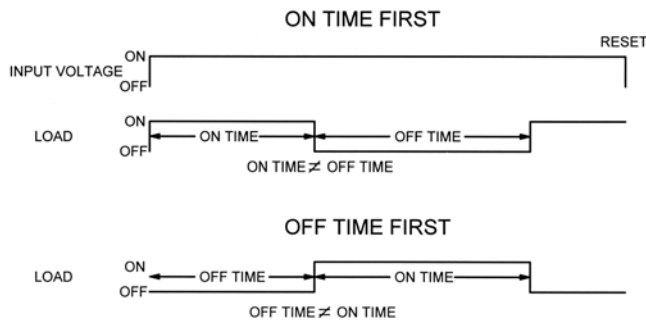 ON TIME FIRST
RESET
ON
INPUT VOLTAGE
OFF
ON
LOAD
ON TIME
OFF TIME
OFF
ON TIME ≠ OFF TIME
OFF TIME FIRST
ON
LOAD
OFF TIME
ON TIME
OFF
OFF TIME ≠ ON TIME